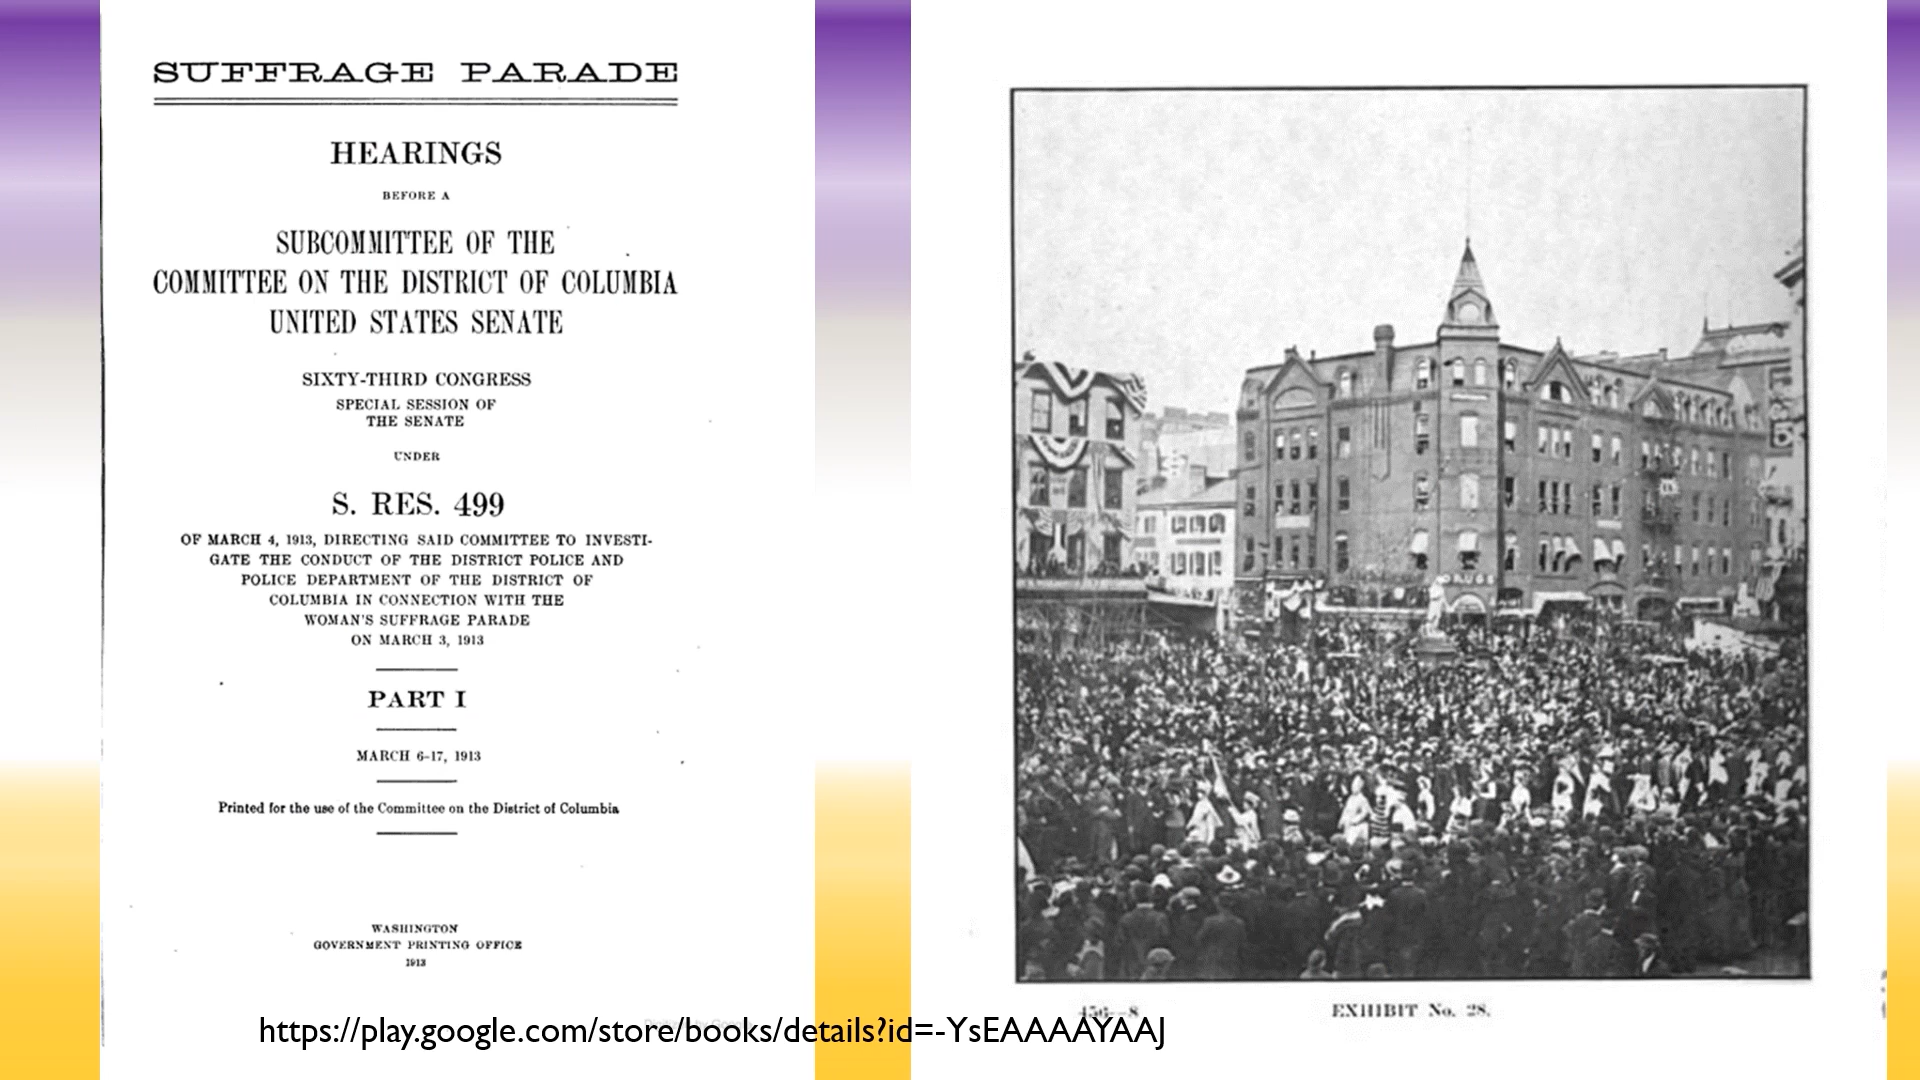 SUFFRAGE PARADE
HEARINGS
BEFORE A
SUBCOMMITTEE OF THE
COMMITTEE ON THE DISTRICT OF COLUMBIA
UNITED STATES SENATE
SIXTY-THIRD CONGRESS
SPECIAL SESSION OF
THE SENATE
UNDER
S. RES. 499
OF MARCH 4, 1913, DIRECTING SAID COMMITTEE TO INVESTI-
GATE THE CONDUCT OF THE DISTRICT POLICE AND
POLICE DEPARTMENT OF THE DISTRICT OF
COLUMBIA IN CONNECTION WITH THE
WOMAN'S SUFFRAGE PARADE
ON MARCH 3, 1913
PART I
MARCH 6–17, 1913
Printed for the use of the Committee on the District of Columbia
WASHINGTON
GOVERNMENT PRINTING OFFICE
1913
https://play.google.com/store/books/details?id=-YsEAAAAYAAJ
DRUGS
EXHIBIT No. 28.